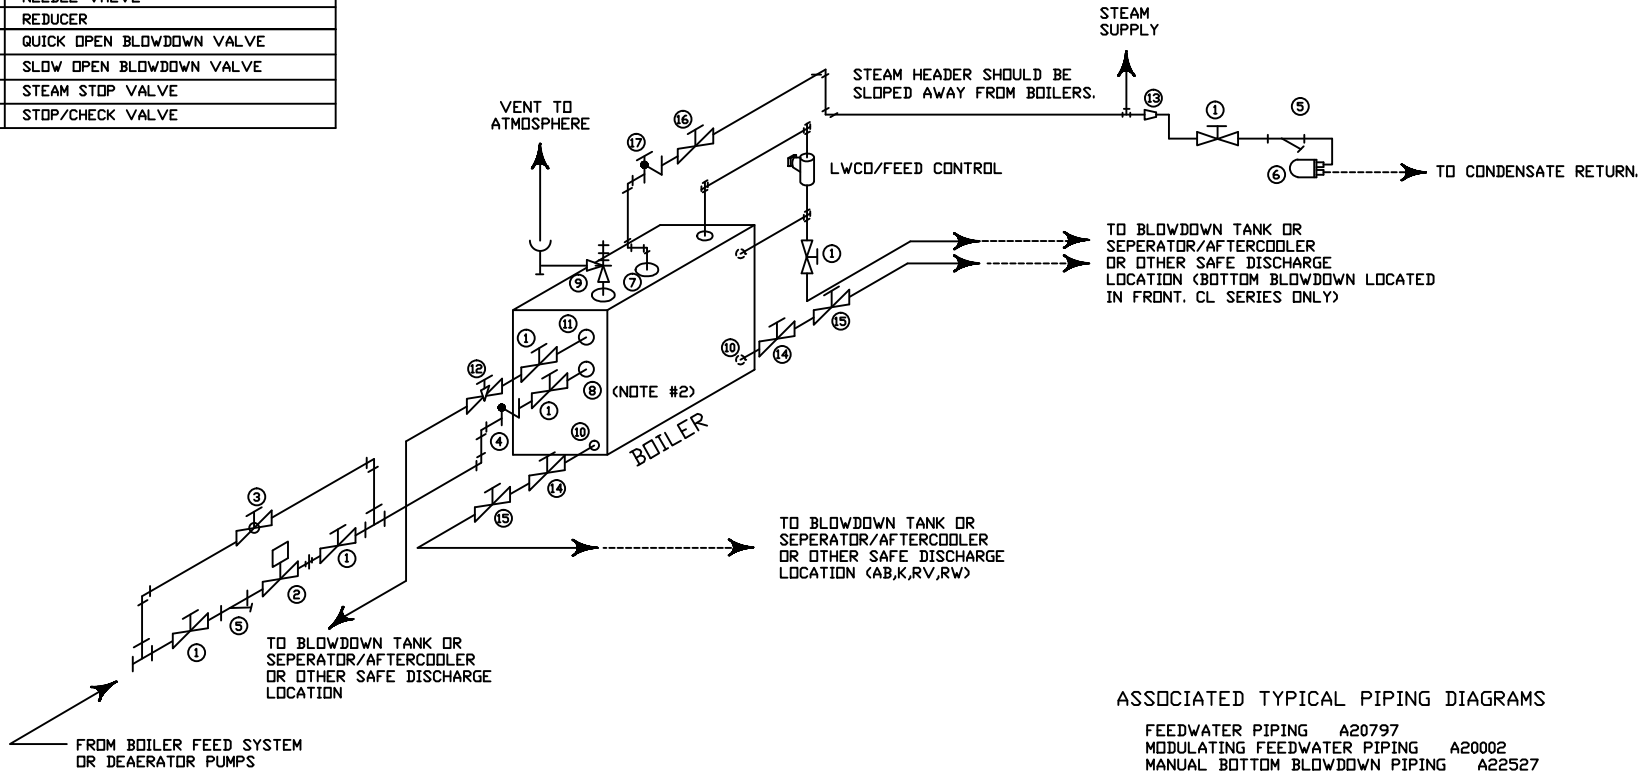 NEEDLE VALVE
REDUCER
QUICK OPEN BLOWDOWN VALVE
SLOW OPEN BLOWDOWN VALVE
STEAM STOP VALVE
STOP/CHECK VALVE
STEAM
SUPPLY
STEAM HEADER SHOULD BE
SLOPED AWAY FROM BOILERS.
13
1
5
6
TO CONDENSATE RETURN.
VENT TO
ATMOSPHERE
17
16
LWCO/FEED CONTROL
1
TO BLOWDOWN TANK OR
SEPERATOR/AFTERCOOLER
OR OTHER SAFE DISCHARGE
LOCATION (BOTTOM BLOWDOWN LOCATED
IN FRONT. CL SERIES ONLY)
9
7
11
1
12
10
14
15
8
(NOTE #2)
1
4
10
BOILER
14
15
3
1
2
5
1
TO BLOWDOWN TANK OR
SEPERATOR/AFTERCOOLER
OR OTHER SAFE DISCHARGE
LOCATION (AB,K,RV,RW)
TO BLOWDOWN TANK OR
SEPERATOR/AFTERCOOLER
OR OTHER SAFE DISCHARGE
LOCATION
FROM BOILER FEED SYSTEM
OR DEAERATOR PUMPS
ASSOCIATED TYPICAL PIPING DIAGRAMS
FEEDWATER PIPING A20797
MODULATING FEEDWATER PIPING A20002
MANUAL BOTTOM BLOWDOWN PIPING A22527